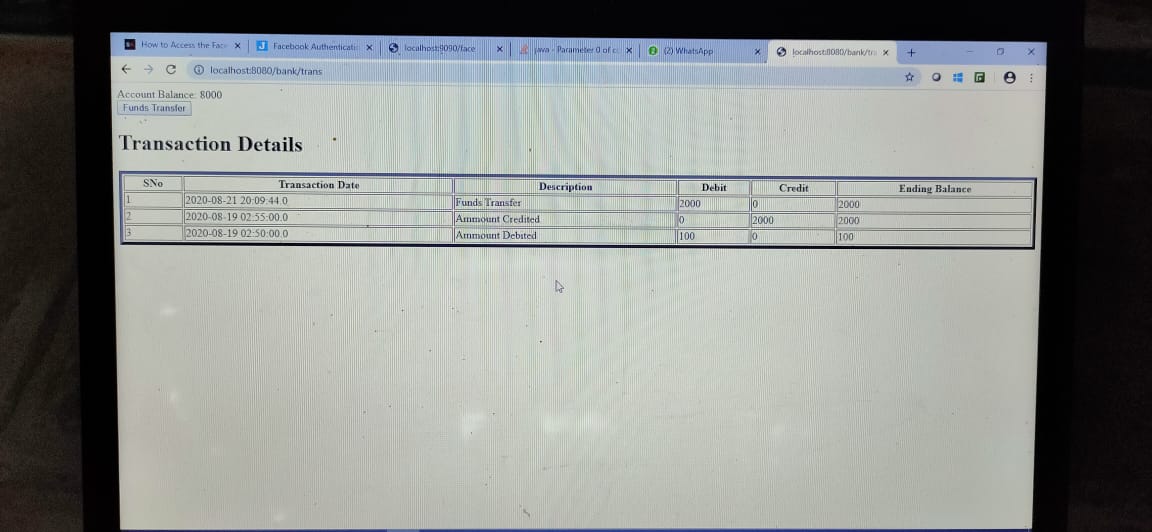 How to Access the Face
Facebook Authenticatio
localhost:9090/face
java - Parameter 0 of c
(2) WhatsApp
localhost:8080/bank/tra
localhost:8080/bank/trans
Account Balance: 8000
Funds Transfer
Transaction Details
SNo Transaction Date Description Debit Credit Ending Balance
1 2020-08-21 20:09:44.0 Funds Transfer 2000 0 2000
2 2020-08-19 02:55:00.0 Ammount Credited 0 2000 2000
3 2020-08-19 02:50:00.0 Ammount Debited 100 0 100